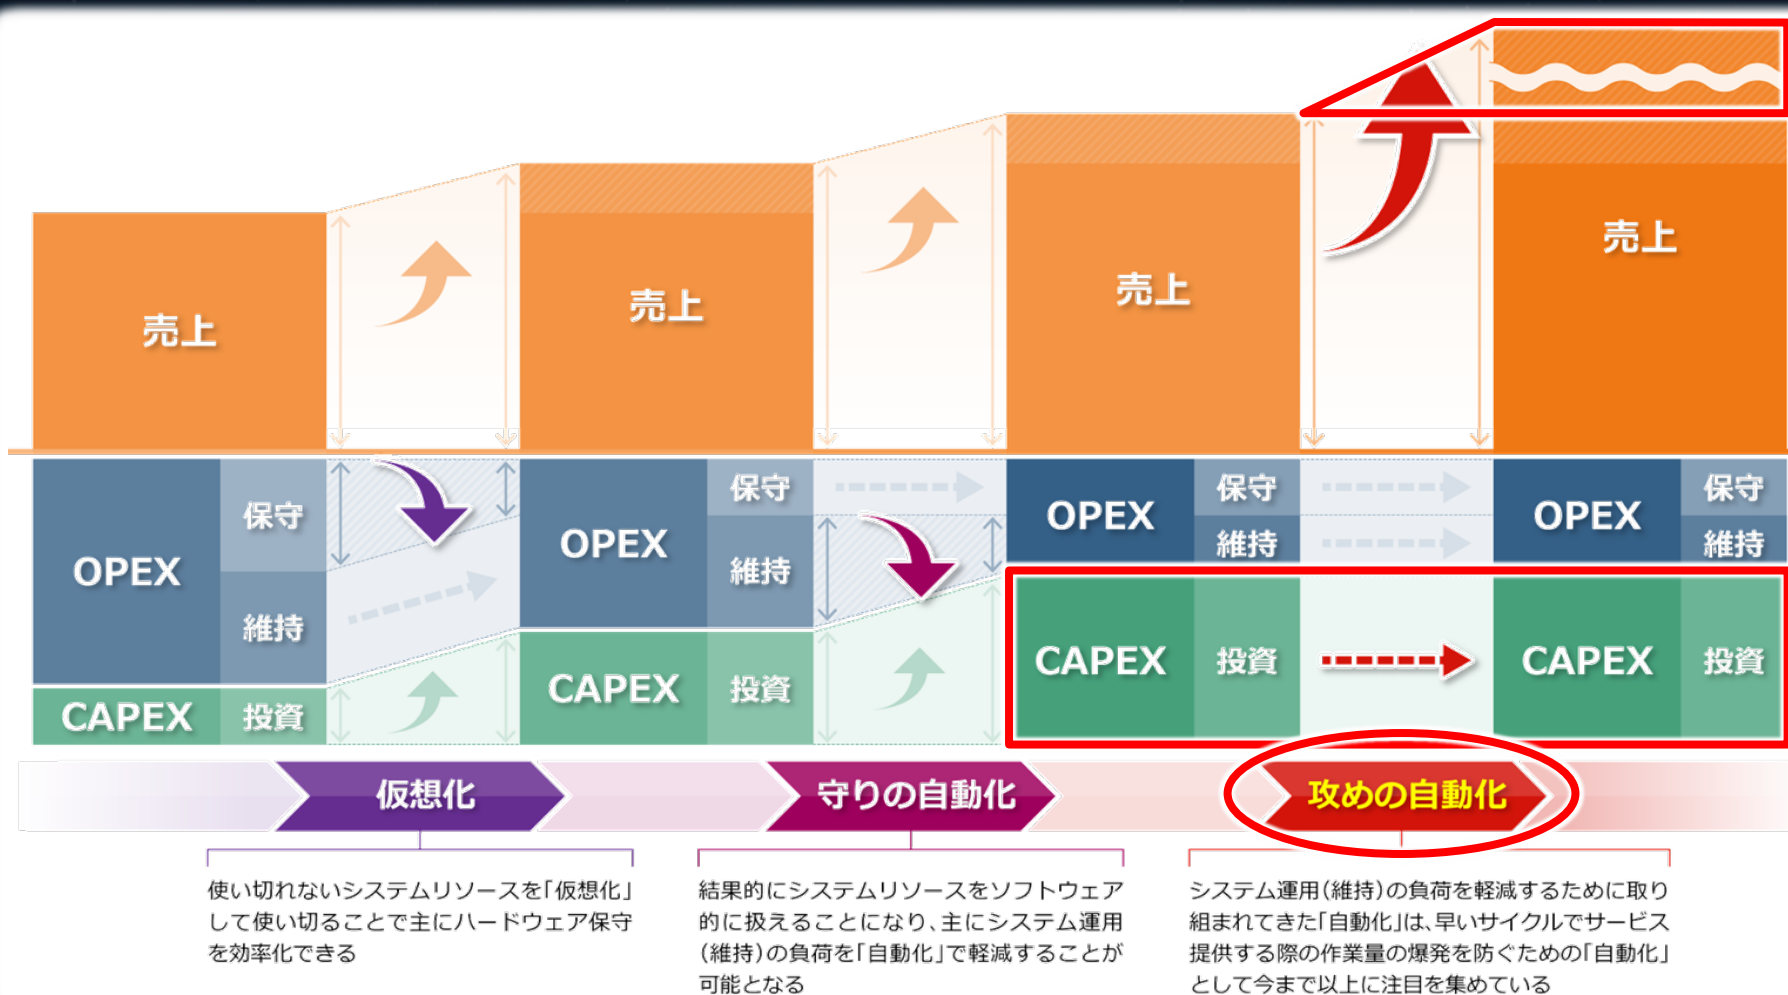 売上
売上
売上
売上
OPEX
保守
維持
CAPEX
投資
OPEX
保守
維持
CAPEX
投資
OPEX
保守
維持
CAPEX
投資
OPEX
保守
維持
CAPEX
投資
仮想化
守りの自動化
攻めの自動化
使い切れないシステムリソースを「仮想化」
して使い切ることで主にハードウェア保守
を効率化できる
結果的にシステムリソースをソフトウェア
的に扱えることになり、主にシステム運用
(維持)の負荷を「自動化」で軽減することが
可能となる
システム運用(維持)の負荷を軽減するために取り
組まれてきた「自動化」は、早いサイクルでサービス
提供する際の作業量の爆発を防ぐための「自動化」
として今まで以上に注目を集めている